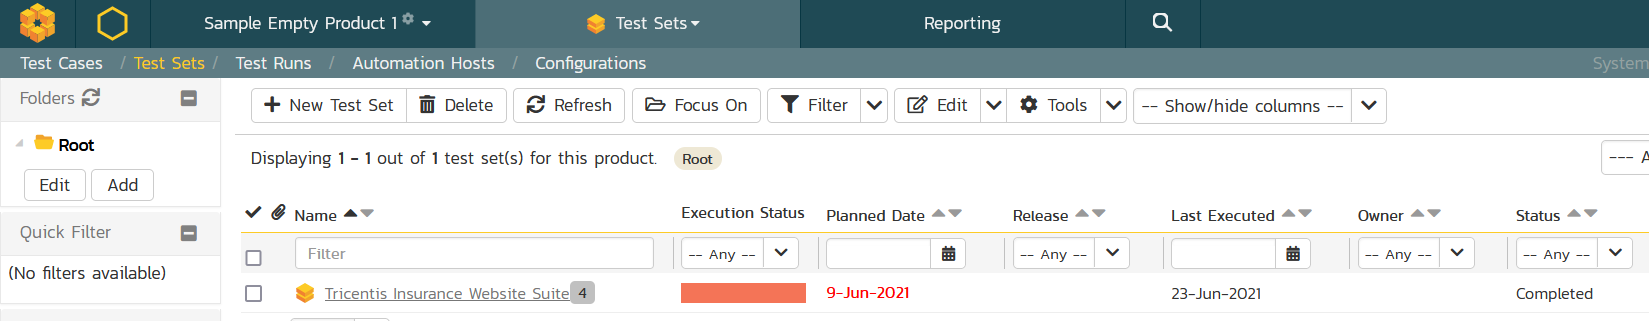 Sample Empty Product 1 Test Sets Reporting
Test Cases / Test Sets / Test Runs / Automation Hosts / Configurations System
Folders
New Test Set Delete Refresh Focus On Filter Edit Tools -- Show/hide columns --
Root
Displaying 1 - 1 out of 1 test set(s) for this product. Root --- A
Edit Add
Name Execution Status Planned Date Release Last Executed Owner Status
Quick Filter
Filter -- Any -- -- Any -- -- Any -- -- Any --
(No filters available)
Tricentis Insurance Website Suite 4 9-Jun-2021 23-Jun-2021 Completed